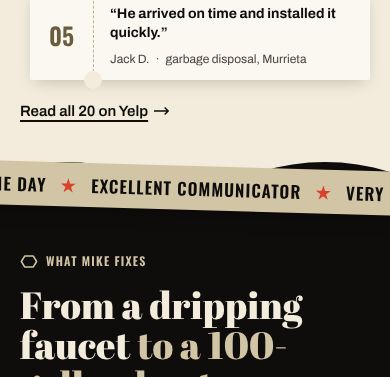 05
“He arrived on time and installed it
quickly.”
Jack D. · garbage disposal, Murrieta
Read all 20 on Yelp →
DAY ★ EXCELLENT COMMUNICATOR ★ VERY
WHAT MIKE FIXES
From a dripping
faucet to a 100-